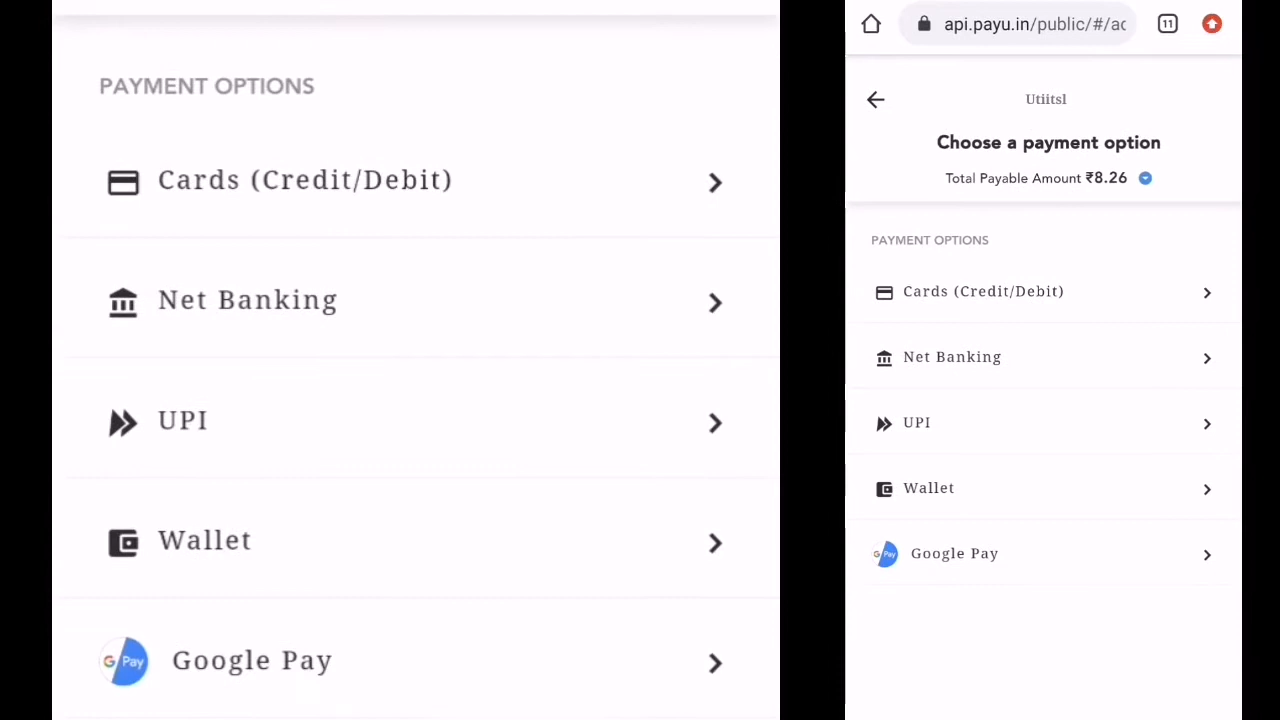 PAYMENT OPTIONS
Cards (Credit/Debit)
Net Banking
UPI
Wallet
G Pay Google Pay
api.payu.in/public/#/ac
11
Utiitsl
Choose a payment option
Total Payable Amount ₹8.26
PAYMENT OPTIONS
Cards (Credit/Debit)
Net Banking
UPI
Wallet
G Pay Google Pay